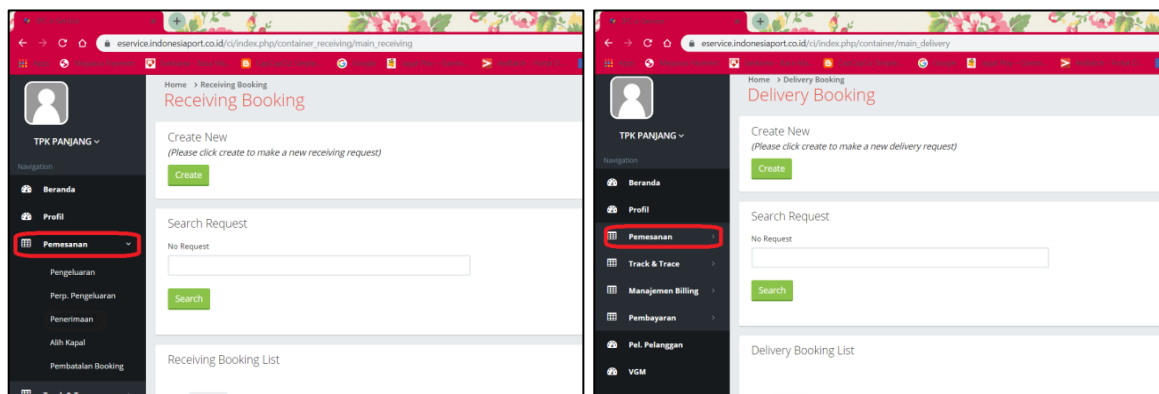 eservice.indonesiaport.co.id/ci/index.php/container_receiving/main_receiving
TPK PANJANG
Navigation
Beranda
Profil
Pemesanan
Pengeluaran
Perp. Pengeluaran
Penerimaan
Alih Kapal
Pembatalan Booking
Home > Receiving Booking
Receiving Booking
Create New
(Please click create to make a new receiving request)
Create
Search Request
No Request
Search
Receiving Booking List
eservice.indonesiaport.co.id/ci/index.php/container/main_delivery
TPK PANJANG
Navigation
Beranda
Profil
Pemesanan
Track & Trace
Manajemen Billing
Pembayaran
Pel. Pelanggan
VGM
Home > Delivery Booking
Delivery Booking
Create New
(Please click create to make a new delivery request)
Create
Search Request
No Request
Search
Delivery Booking List